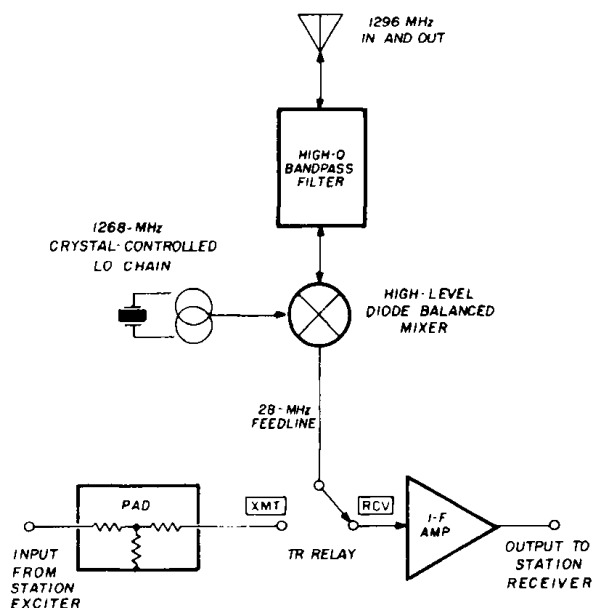 1296 MHz
IN AND OUT
HIGH-Q
BANDPASS
FILTER
1268-MHz
CRYSTAL-CONTROLLED
LO CHAIN
HIGH-LEVEL
DIODE BALANCED
MIXER
28-MHz
FEEDLINE
PAD
XMT
RCV
I-F
AMP
INPUT
FROM
STATION
EXCITER
TR RELAY
OUTPUT TO
STATION
RECEIVER